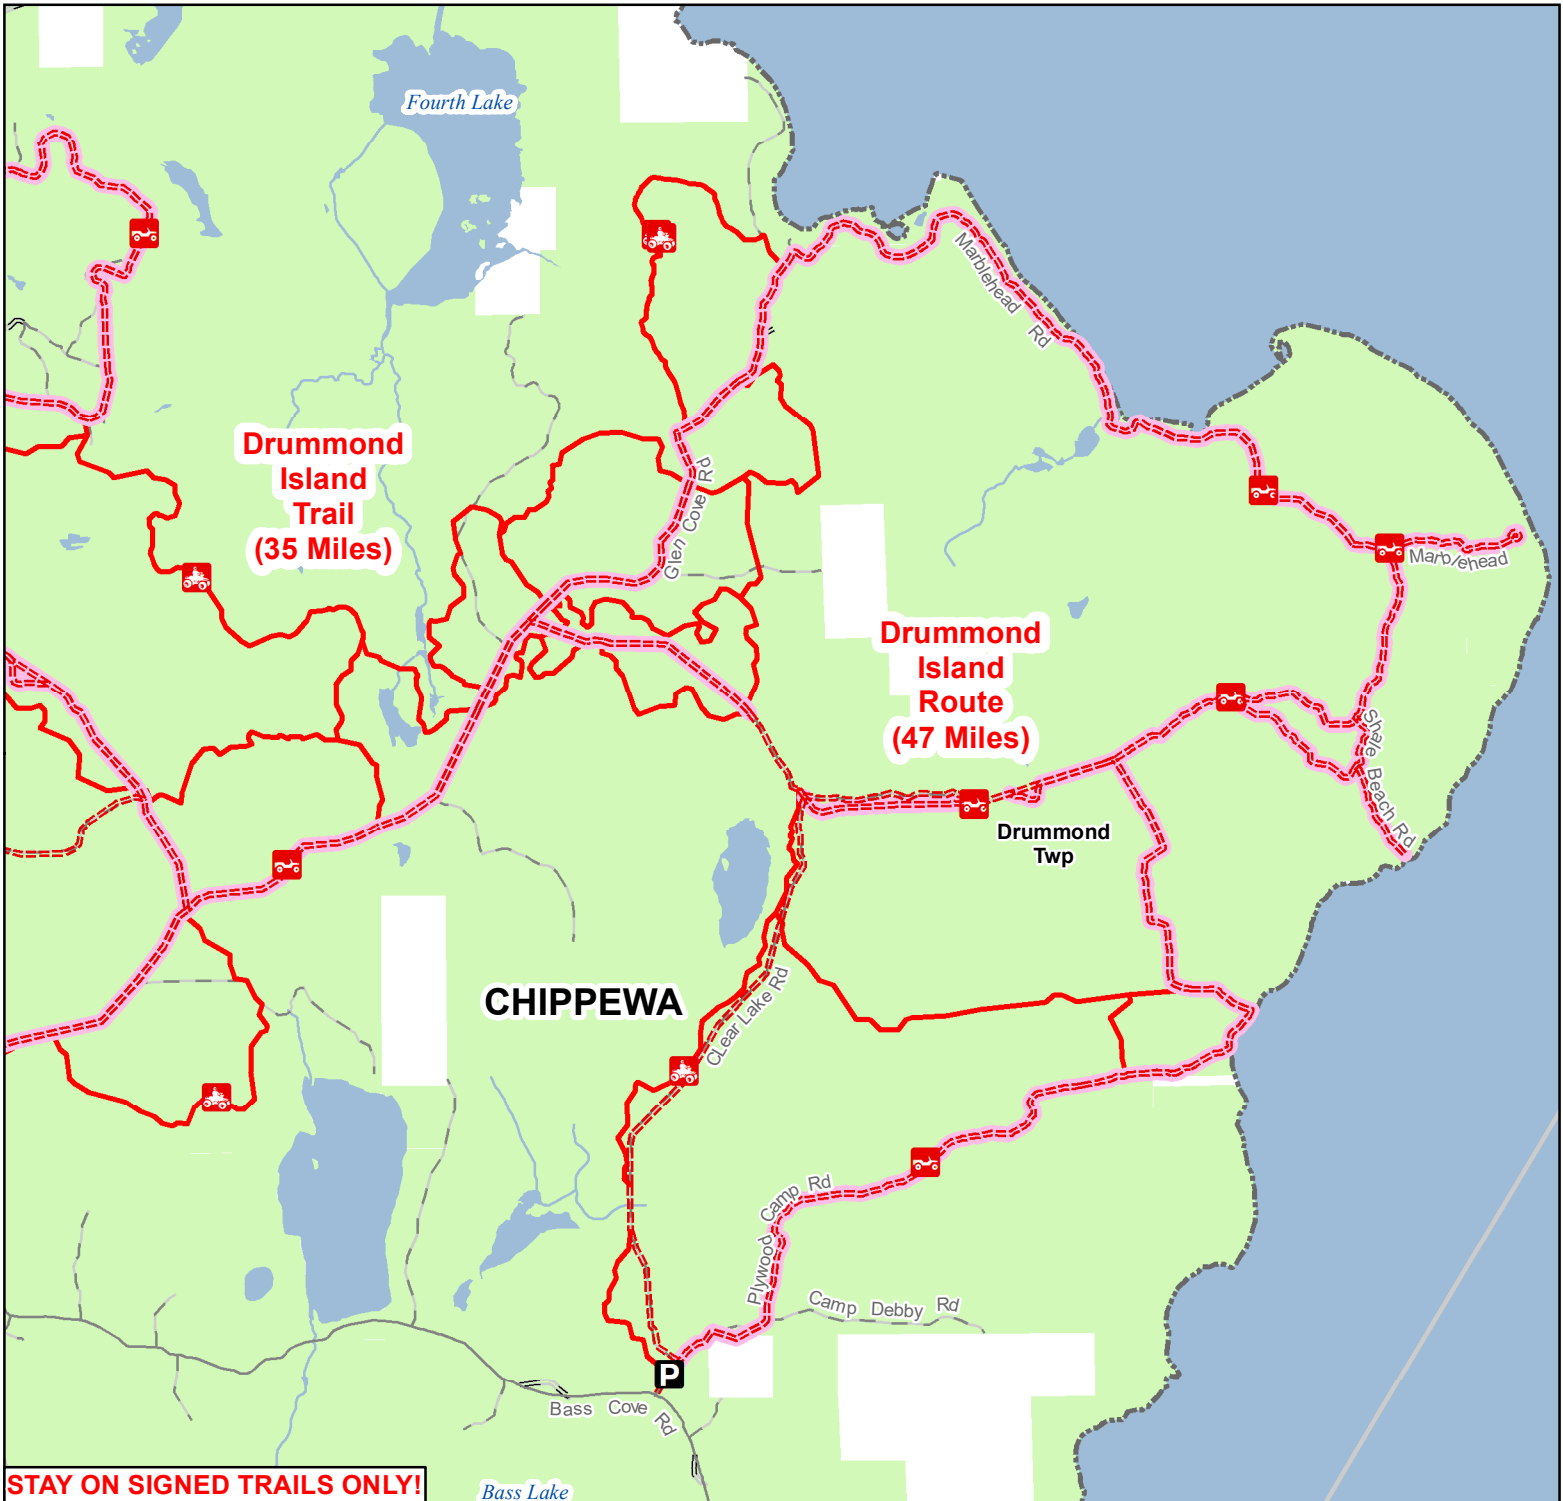 Fourth Lake
Marblehead Rd
Drummond
Island
Trail
(35 Miles)
Glen Cove Rd
Marblehead
Drummond
Island
Route
(47 Miles)
Shale Beach Rd
Drummond
Twp
CHIPPEWA
CLear Lake Rd
Plywood Camp Rd
Camp Debby Rd
P
Bass Cove Rd
STAY ON SIGNED TRAILS ONLY!
Bass Lake